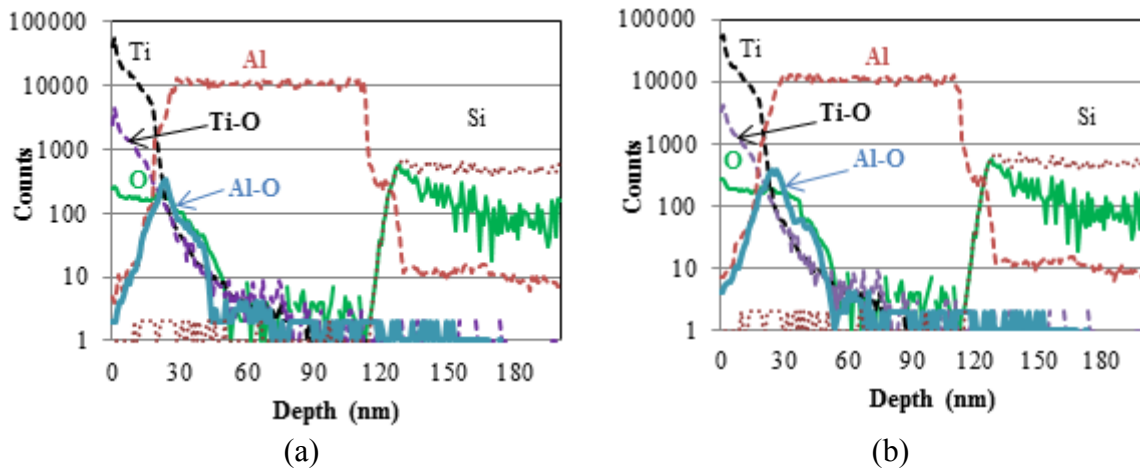 100000
10000
1000
100
10
1
Counts
Ti
Al
Si
Ti-O
O
Al-O
0 30 60 90 120 150 180
Depth (nm)
(a)
100000
10000
1000
100
10
1
Counts
Ti
Al
Si
Ti-O
O
Al-O
0 30 60 90 120 150 180
Depth (nm)
(b)